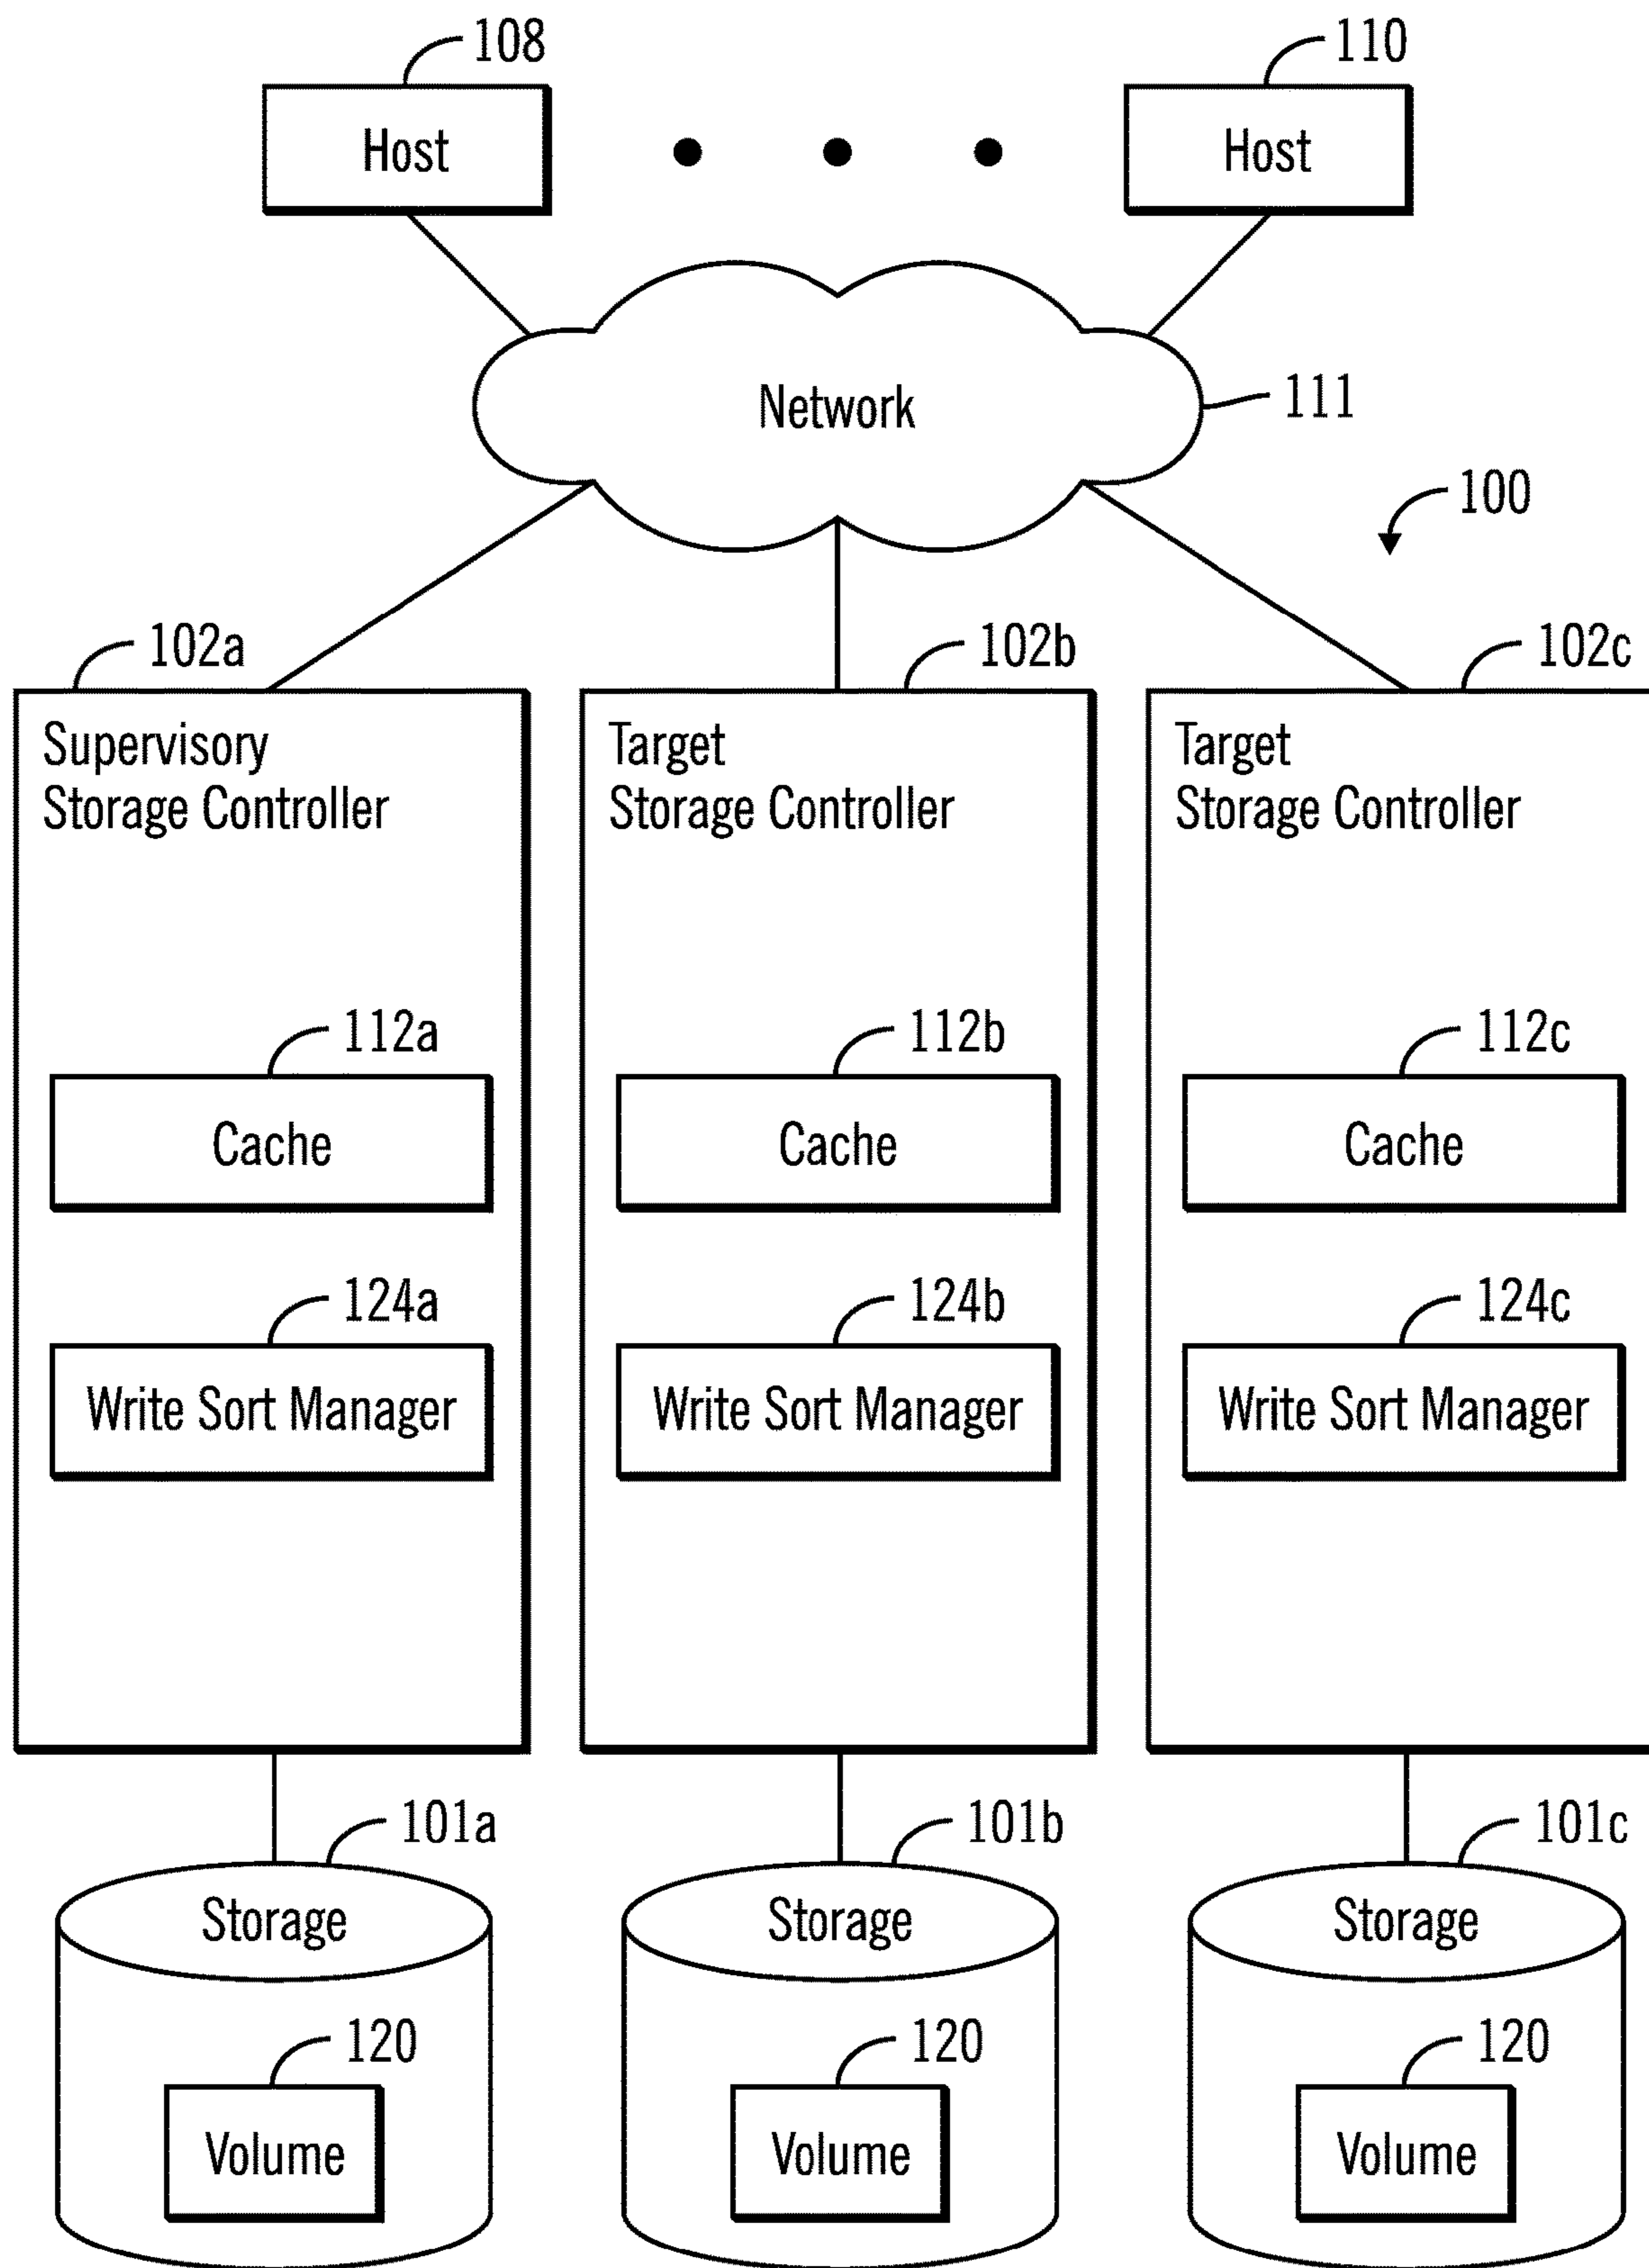 108
110
Host
Host
Network
111
100
102a
102b
102c
Supervisory
Storage Controller
Target
Storage Controller
Target
Storage Controller
112a
112b
112c
Cache
Cache
Cache
124a
124b
124c
Write Sort Manager
Write Sort Manager
Write Sort Manager
101a
101b
101c
Storage
Storage
Storage
120
120
120
Volume
Volume
Volume